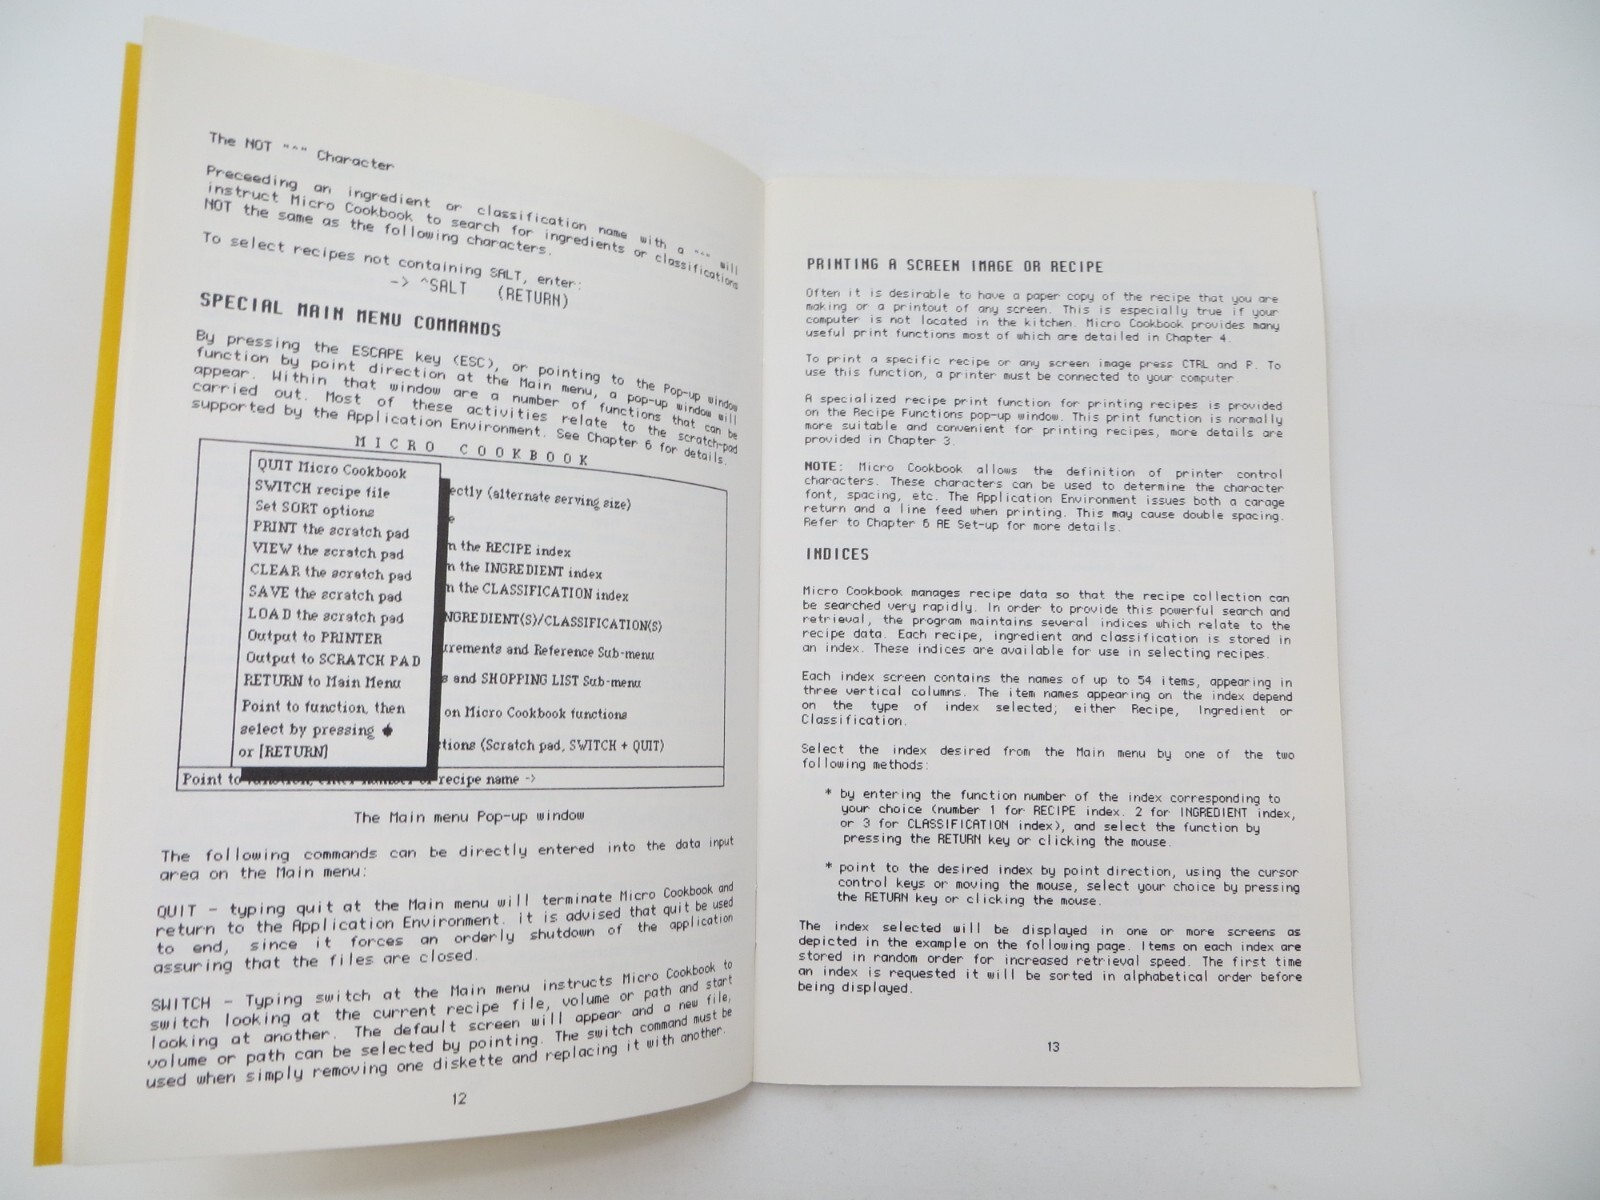 The NOT "^" Character
Preceeding an ingredient or classification name with a "^" will
instruct Micro Cookbook to search for ingredients or classifications
NOT the same as the following characters.
To select recipes not containing SALT, enter:
-> ^SALT (RETURN)
SPECIAL MAIN MENU COMMANDS
By pressing the ESCAPE key (ESC), or pointing to the Pop-up window
function by point direction at the Main menu, a pop-up window will
appear. Within that window are a number of functions that can be
carried out. Most of these activities relate to the scratch-pad
supported by the Application Environment. See Chapter 6 for details.
MICRO COOKBOOK
QUIT Micro Cookbook
SWITCH recipe file
Set SORT options
PRINT the scratch pad
VIEW the scratch pad
CLEAR the scratch pad
SAVE the scratch pad
LOAD the scratch pad
Output to PRINTER
Output to SCRATCH PAD
RETURN to Main Menu
Point to function, then
select by pressing
or [RETURN]
ectly (alternate serving size)
e
n the RECIPE index
n the INGREDIENT index
n the CLASSIFICATION index
NGREDIENT(S)/CLASSIFICATION(S)
urements and Reference Sub-menu
s and SHOPPING LIST Sub-menu
on Micro Cookbook functions
tions (Scratch pad, SWITCH + QUIT)
Point to function, enter number or recipe name ->
The Main menu Pop-up window
The following commands can be directly entered into the data input
area on the Main menu:
QUIT - typing quit at the Main menu will terminate Micro Cookbook and
return to the Application Environment. it is advised that quit be used
to end, since it forces an orderly shutdown of the application
assuring that the files are closed.
SWITCH - Typing switch at the Main menu instructs Micro Cookbook to
switch looking at the current recipe file, volume or path and start
looking at another. The default screen will appear and a new file,
volume or path can be selected by pointing. The switch command must be
used when simply removing one diskette and replacing it with another.
12
PRINTING A SCREEN IMAGE OR RECIPE
Often it is desirable to have a paper copy of the recipe that you are
making or a printout of any screen. This is especially true if your
computer is not located in the kitchen. Micro Cookbook provides many
useful print functions most of which are detailed in Chapter 4.
To print a specific recipe or any screen image press CTRL and P. To
use this function, a printer must be connected to your computer.
A specialized recipe print function for printing recipes is provided
on the Recipe Functions pop-up window. This print function is normally
more suitable and convenient for printing recipes, more details are
provided in Chapter 3.
NOTE: Micro Cookbook allows the definition of printer control
characters. These characters can be used to determine the character
font, spacing, etc. The Application Environment issues both a carage
return and a line feed when printing. This may cause double spacing.
Refer to Chapter 6 AE Set-up for more details.
INDICES
Micro Cookbook manages recipe data so that the recipe collection can
be searched very rapidly. In order to provide this powerful search and
retrieval, the program maintains several indices which relate to the
recipe data. Each recipe, ingredient and classification is stored in
an index. These indices are available for use in selecting recipes.
Each index screen contains the names of up to 54 items, appearing in
three vertical columns. The item names appearing on the index depend
on the type of index selected; either Recipe, Ingredient or
Classification.
Select the index desired from the Main menu by one of the two
following methods:
* by entering the function number of the index corresponding to
your choice (number 1 for RECIPE index. 2 for INGREDIENT index,
or 3 for CLASSIFICATION index), and select the function by
pressing the RETURN key or clicking the mouse.
* point to the desired index by point direction, using the cursor
control keys or moving the mouse, select your choice by pressing
the RETURN key or clicking the mouse.
The index selected will be displayed in one or more screens as
depicted in the example on the following page. Items on each index are
stored in random order for increased retrieval speed. The first time
an index is requested it will be sorted in alphabetical order before
being displayed.
13